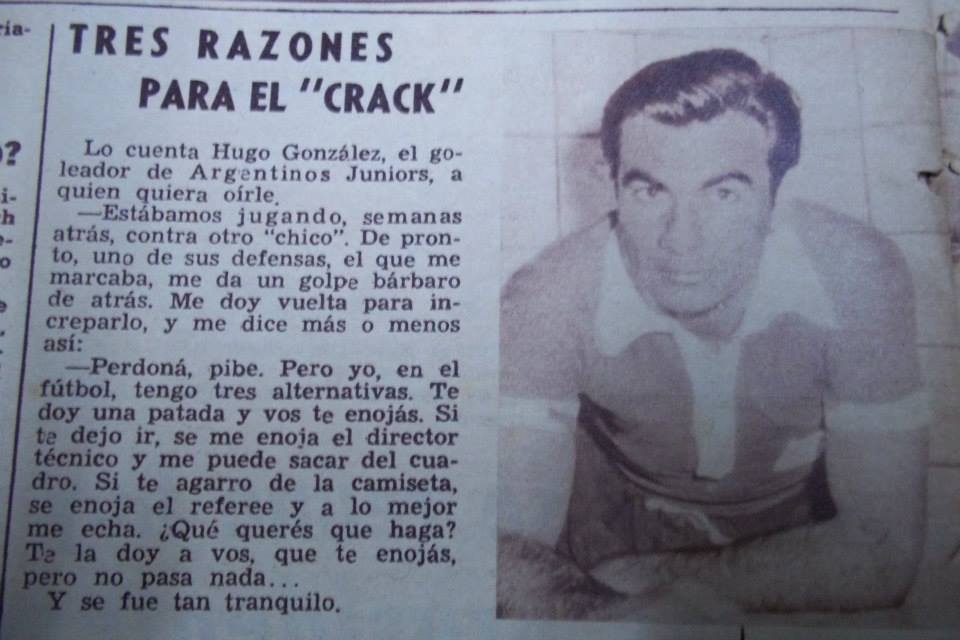 TRES RAZONES
PARA EL "CRACK"
Lo cuenta Hugo González, el go-
leador de Argentinos Juniors, a
quien quiera oírle.
—Estábamos jugando, semanas
atrás, contra otro "chico". De pron-
to, uno de sus defensas, el que me
marcaba, me da un golpe bárbaro
de atrás. Me doy vuelta para in-
creparlo, y me dice más o menos
así:
—Perdoná, pibe. Pero yo, en el
fútbol, tengo tres alternativas. Te
doy una patada y vos te enojás. Si
te dejo ir, se me enoja el director
técnico y me puede sacar del cua-
dro. Si te agarro de la camiseta,
se enoja el referee y a lo mejor
me echa. ¿Qué querés que haga?
Te la doy a vos, que te enojás,
pero no pasa nada...
Y se fue tan tranquilo.